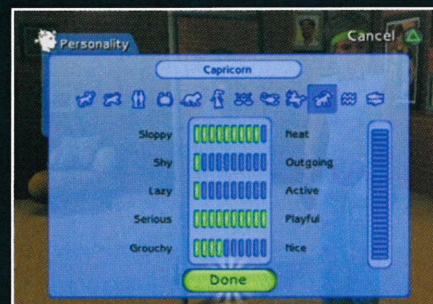 Personality
Cancel
Capricorn
Sloppy Neat
Shy Outgoing
Lazy Active
Serious Playful
Grouchy Nice
Done